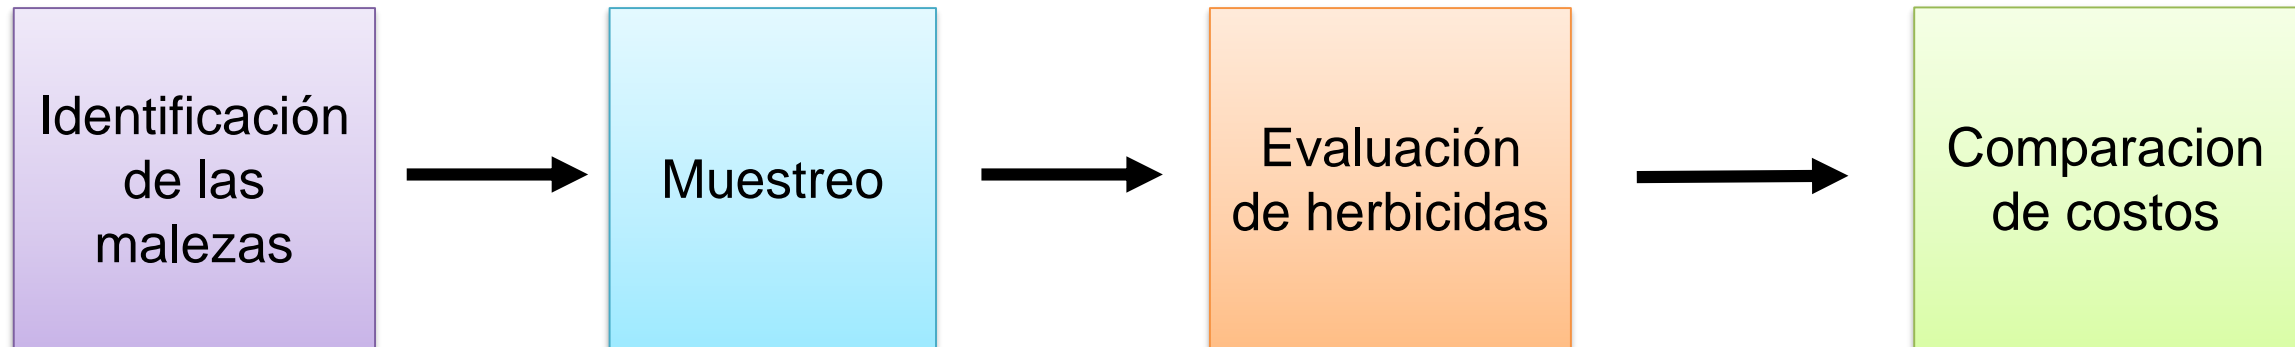 Identificación
de las
malezas
Muestreo
Evaluación
de herbicidas
Comparacion
de costos